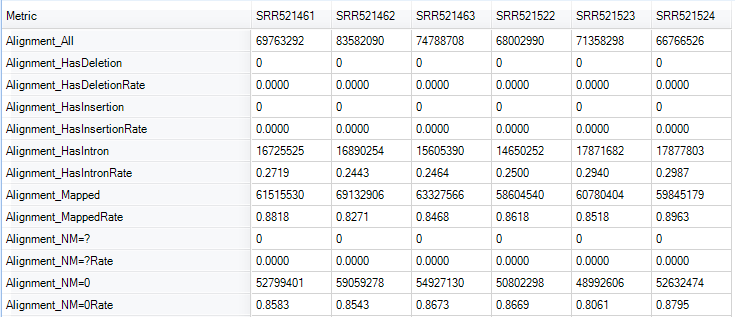 Metric SRR521461 SRR521462 SRR521463 SRR521522 SRR521523 SRR521524
Alignment_All 69763292 83582090 74788708 68002990 71358298 66766526
Alignment_HasDeletion 0 0 0 0 0 0
Alignment_HasDeletionRate 0.0000 0.0000 0.0000 0.0000 0.0000 0.0000
Alignment_HasInsertion 0 0 0 0 0 0
Alignment_HasInsertionRate 0.0000 0.0000 0.0000 0.0000 0.0000 0.0000
Alignment_HasIntron 16725525 16890254 15605390 14650252 17871682 17877803
Alignment_HasIntronRate 0.2719 0.2443 0.2464 0.2500 0.2940 0.2987
Alignment_Mapped 61515530 69132906 63327566 58604540 60780404 59845179
Alignment_MappedRate 0.8818 0.8271 0.8468 0.8618 0.8518 0.8963
Alignment_NM=? 0 0 0 0 0 0
Alignment_NM=?Rate 0.0000 0.0000 0.0000 0.0000 0.0000 0.0000
Alignment_NM=0 52799401 59059278 54927130 50802298 48992606 52632474
Alignment_NM=0Rate 0.8583 0.8543 0.8673 0.8669 0.8061 0.8795